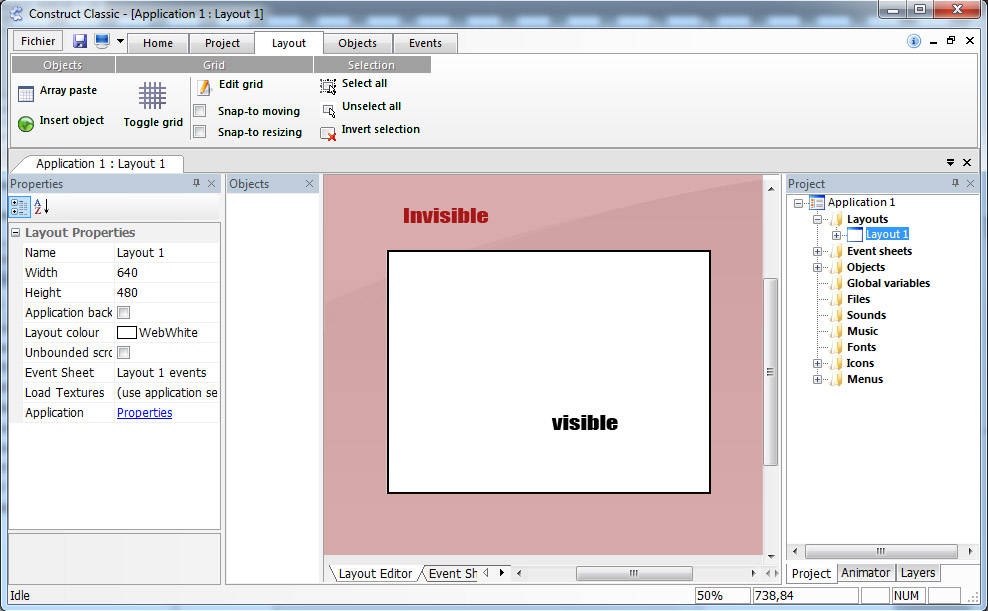 Construct Classic - [Application 1 : Layout 1]
Fichier Home Project Layout Objects Events
Objects Grid Selection
Array paste
Insert object
Toggle grid
Edit grid
Snap-to moving
Snap-to resizing
Select all
Unselect all
Invert selection
Application 1 : Layout 1
Properties
Layout Properties
Name Layout 1
Width 640
Height 480
Application back
Layout colour WebWhite
Unbounded scro
Event Sheet Layout 1 events
Load Textures (use application se
Application Properties
Objects
Invisible
visible
Layout Editor Event Sh
Project
Application 1
Layouts
Layout 1
Event sheets
Objects
Global variables
Files
Sounds
Music
Fonts
Icons
Menus
Project Animator Layers
Idle 50% 738,84 NUM